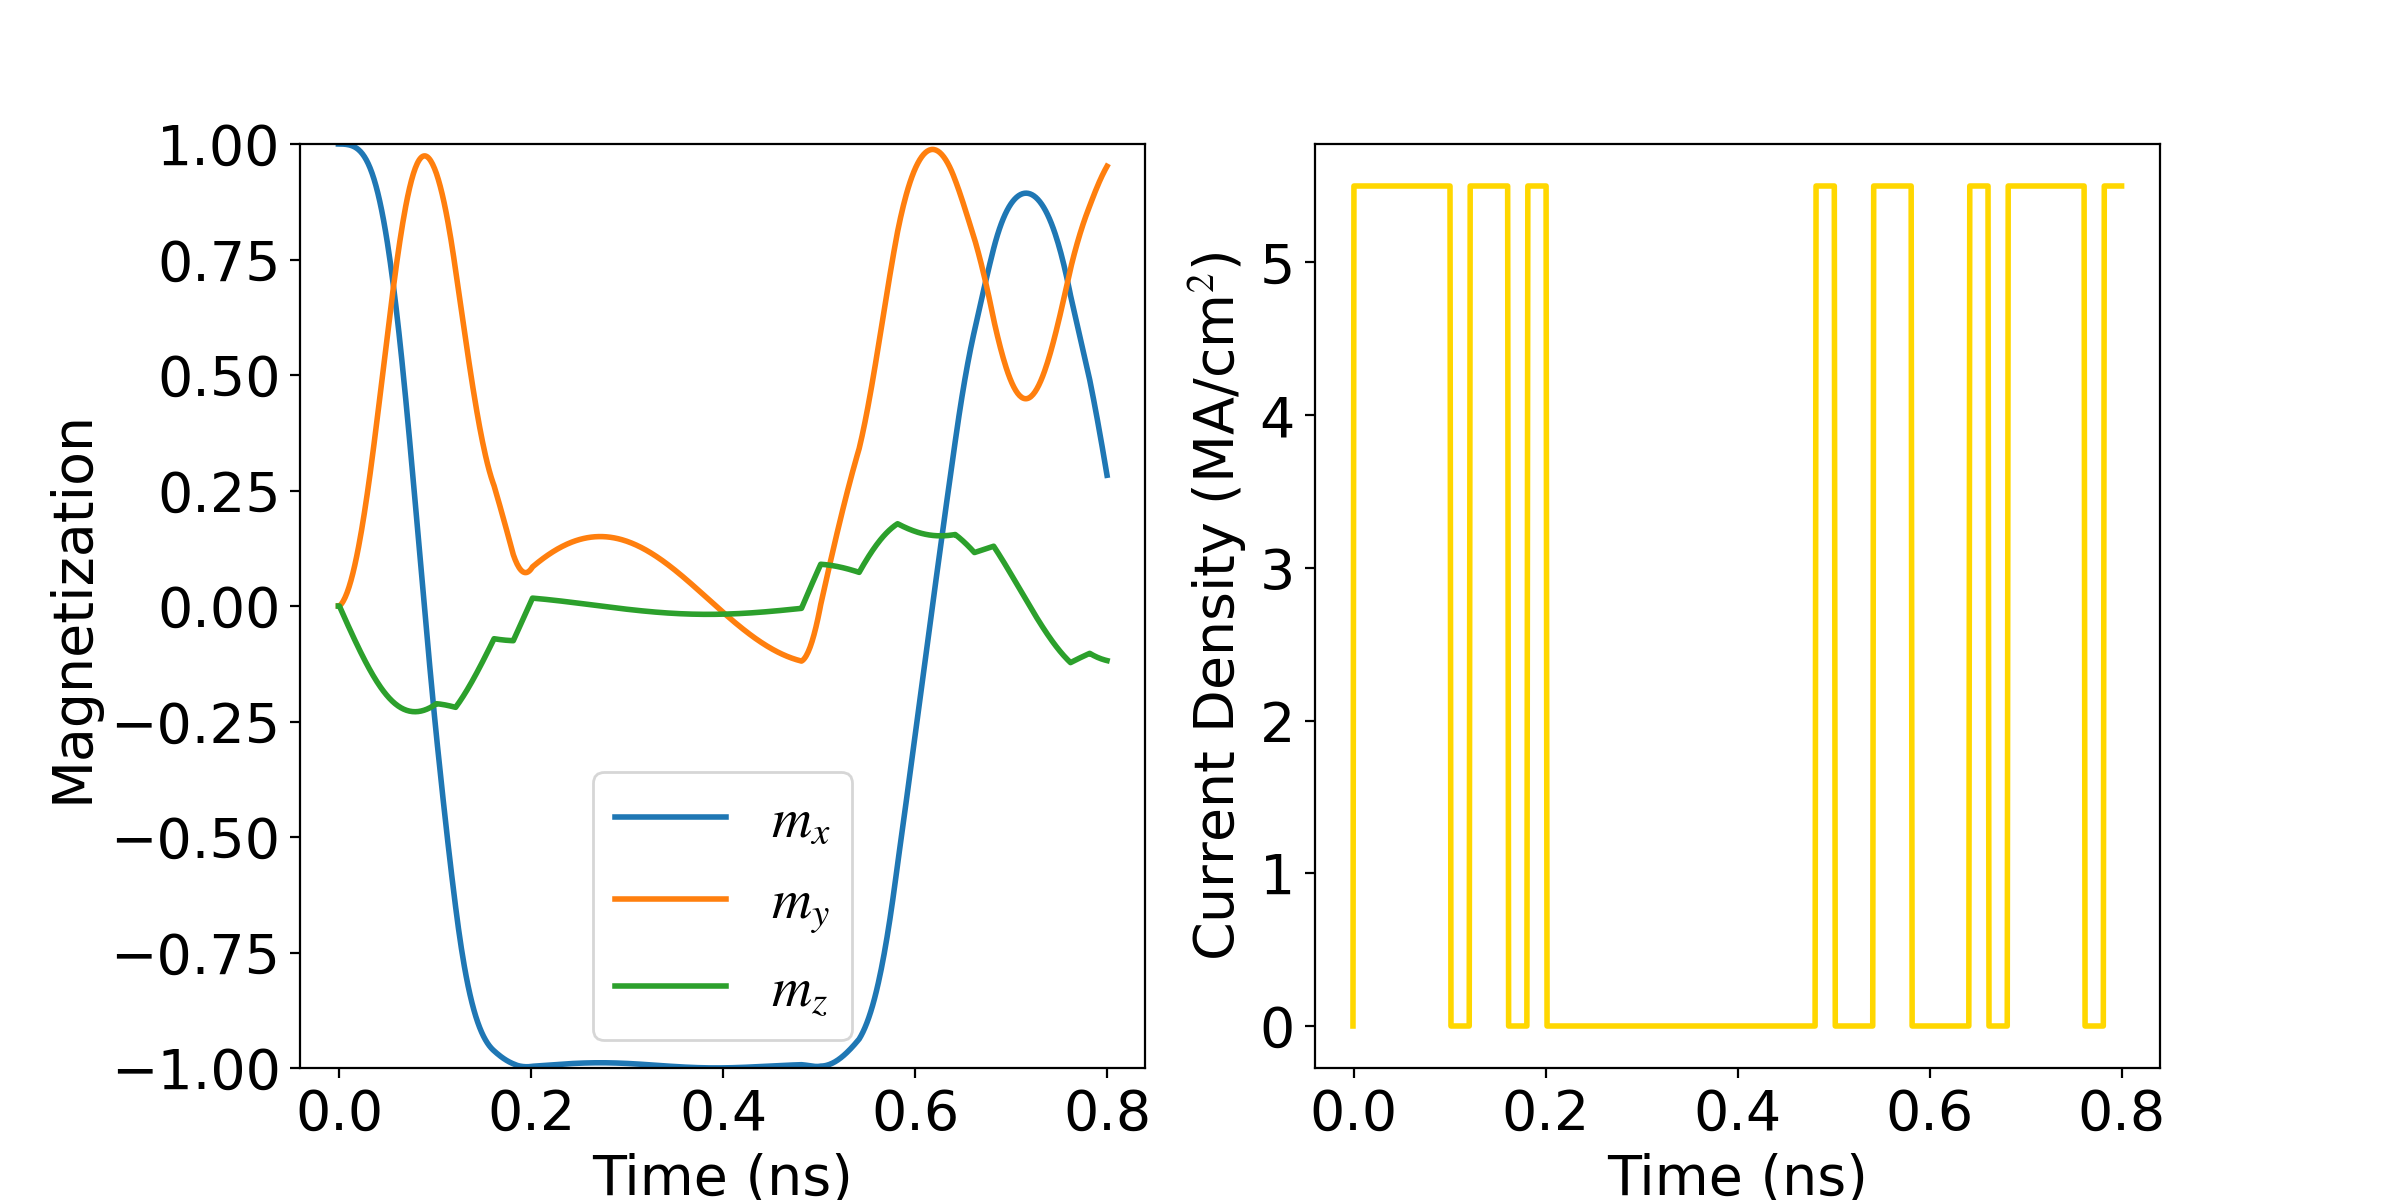 Magnetization
1.00
0.75
0.50
0.25
0.00
−0.25
−0.50
−0.75
−1.00
0.0 0.2 0.4 0.6 0.8
Time (ns)
m_x
m_y
m_z
Current Density (MA/cm²)
5
4
3
2
1
0
0.0 0.2 0.4 0.6 0.8
Time (ns)